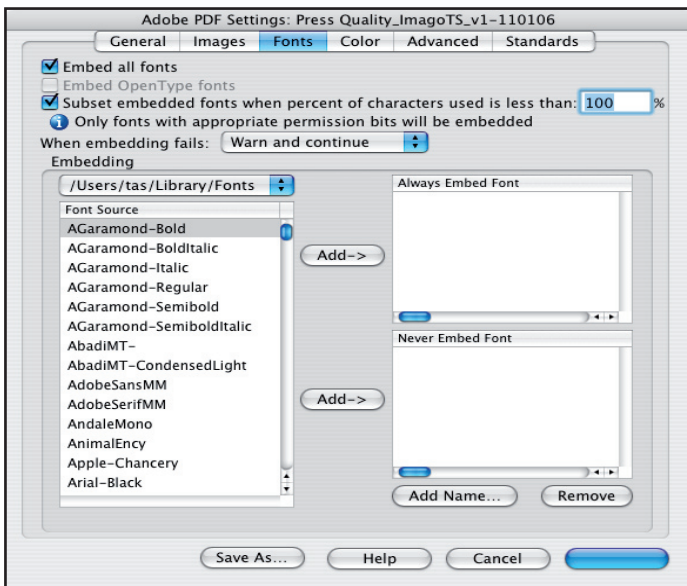 Adobe PDF Settings: Press Quality_ImagoTS_v1-110106
General Images Fonts Color Advanced Standards
Embed all fonts
Embed OpenType fonts
Subset embedded fonts when percent of characters used is less than: 100 %
Only fonts with appropriate permission bits will be embedded
When embedding fails: Warn and continue
Embedding
/Users/tas/Library/Fonts
Font Source
AGaramond-Bold
AGaramond-BoldItalic
AGaramond-Italic
AGaramond-Regular
AGaramond-Semibold
AGaramond-SemiboldItalic
AbadiMT-
AbadiMT-CondensedLight
AdobeSansMM
AdobeSerifMM
AndaleMono
AnimalEncy
Apple-Chancery
Arial-Black
Add->
Always Embed Font
Add->
Never Embed Font
Add Name... Remove
Save As... Help Cancel